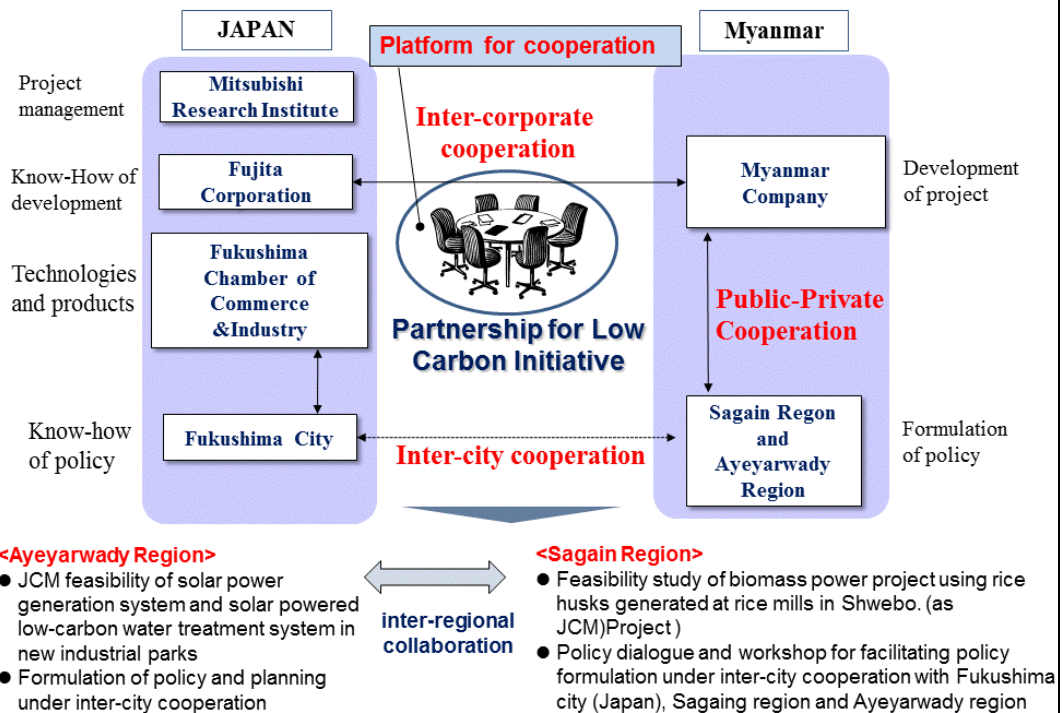 JAPAN
Platform for cooperation
Myanmar
Project
management
Mitsubishi
Research Institute
Inter-corporate
cooperation
Know-How of
development
Fujita
Corporation
Myanmar
Company
Development
of project
Technologies
and products
Fukushima
Chamber of
Commerce
&Industry
Partnership for Low
Carbon Initiative
Public-Private
Cooperation
Know-how
of policy
Fukushima City
Inter-city cooperation
Sagain Regon
and
Ayeyarwady
Region
Formulation
of policy
<Ayeyarwady Region>
● JCM feasibility of solar power
generation system and solar powered
low-carbon water treatment system in
new industrial parks
● Formulation of policy and planning
under inter-city cooperation
inter-regional
collaboration
<Sagain Region>
● Feasibility study of biomass power project using rice
husks generated at rice mills in Shwebo. (as
JCM)Project )
● Policy dialogue and workshop for facilitating policy
formulation under inter-city cooperation with Fukushima
city (Japan), Sagaing region and Ayeyarwady region